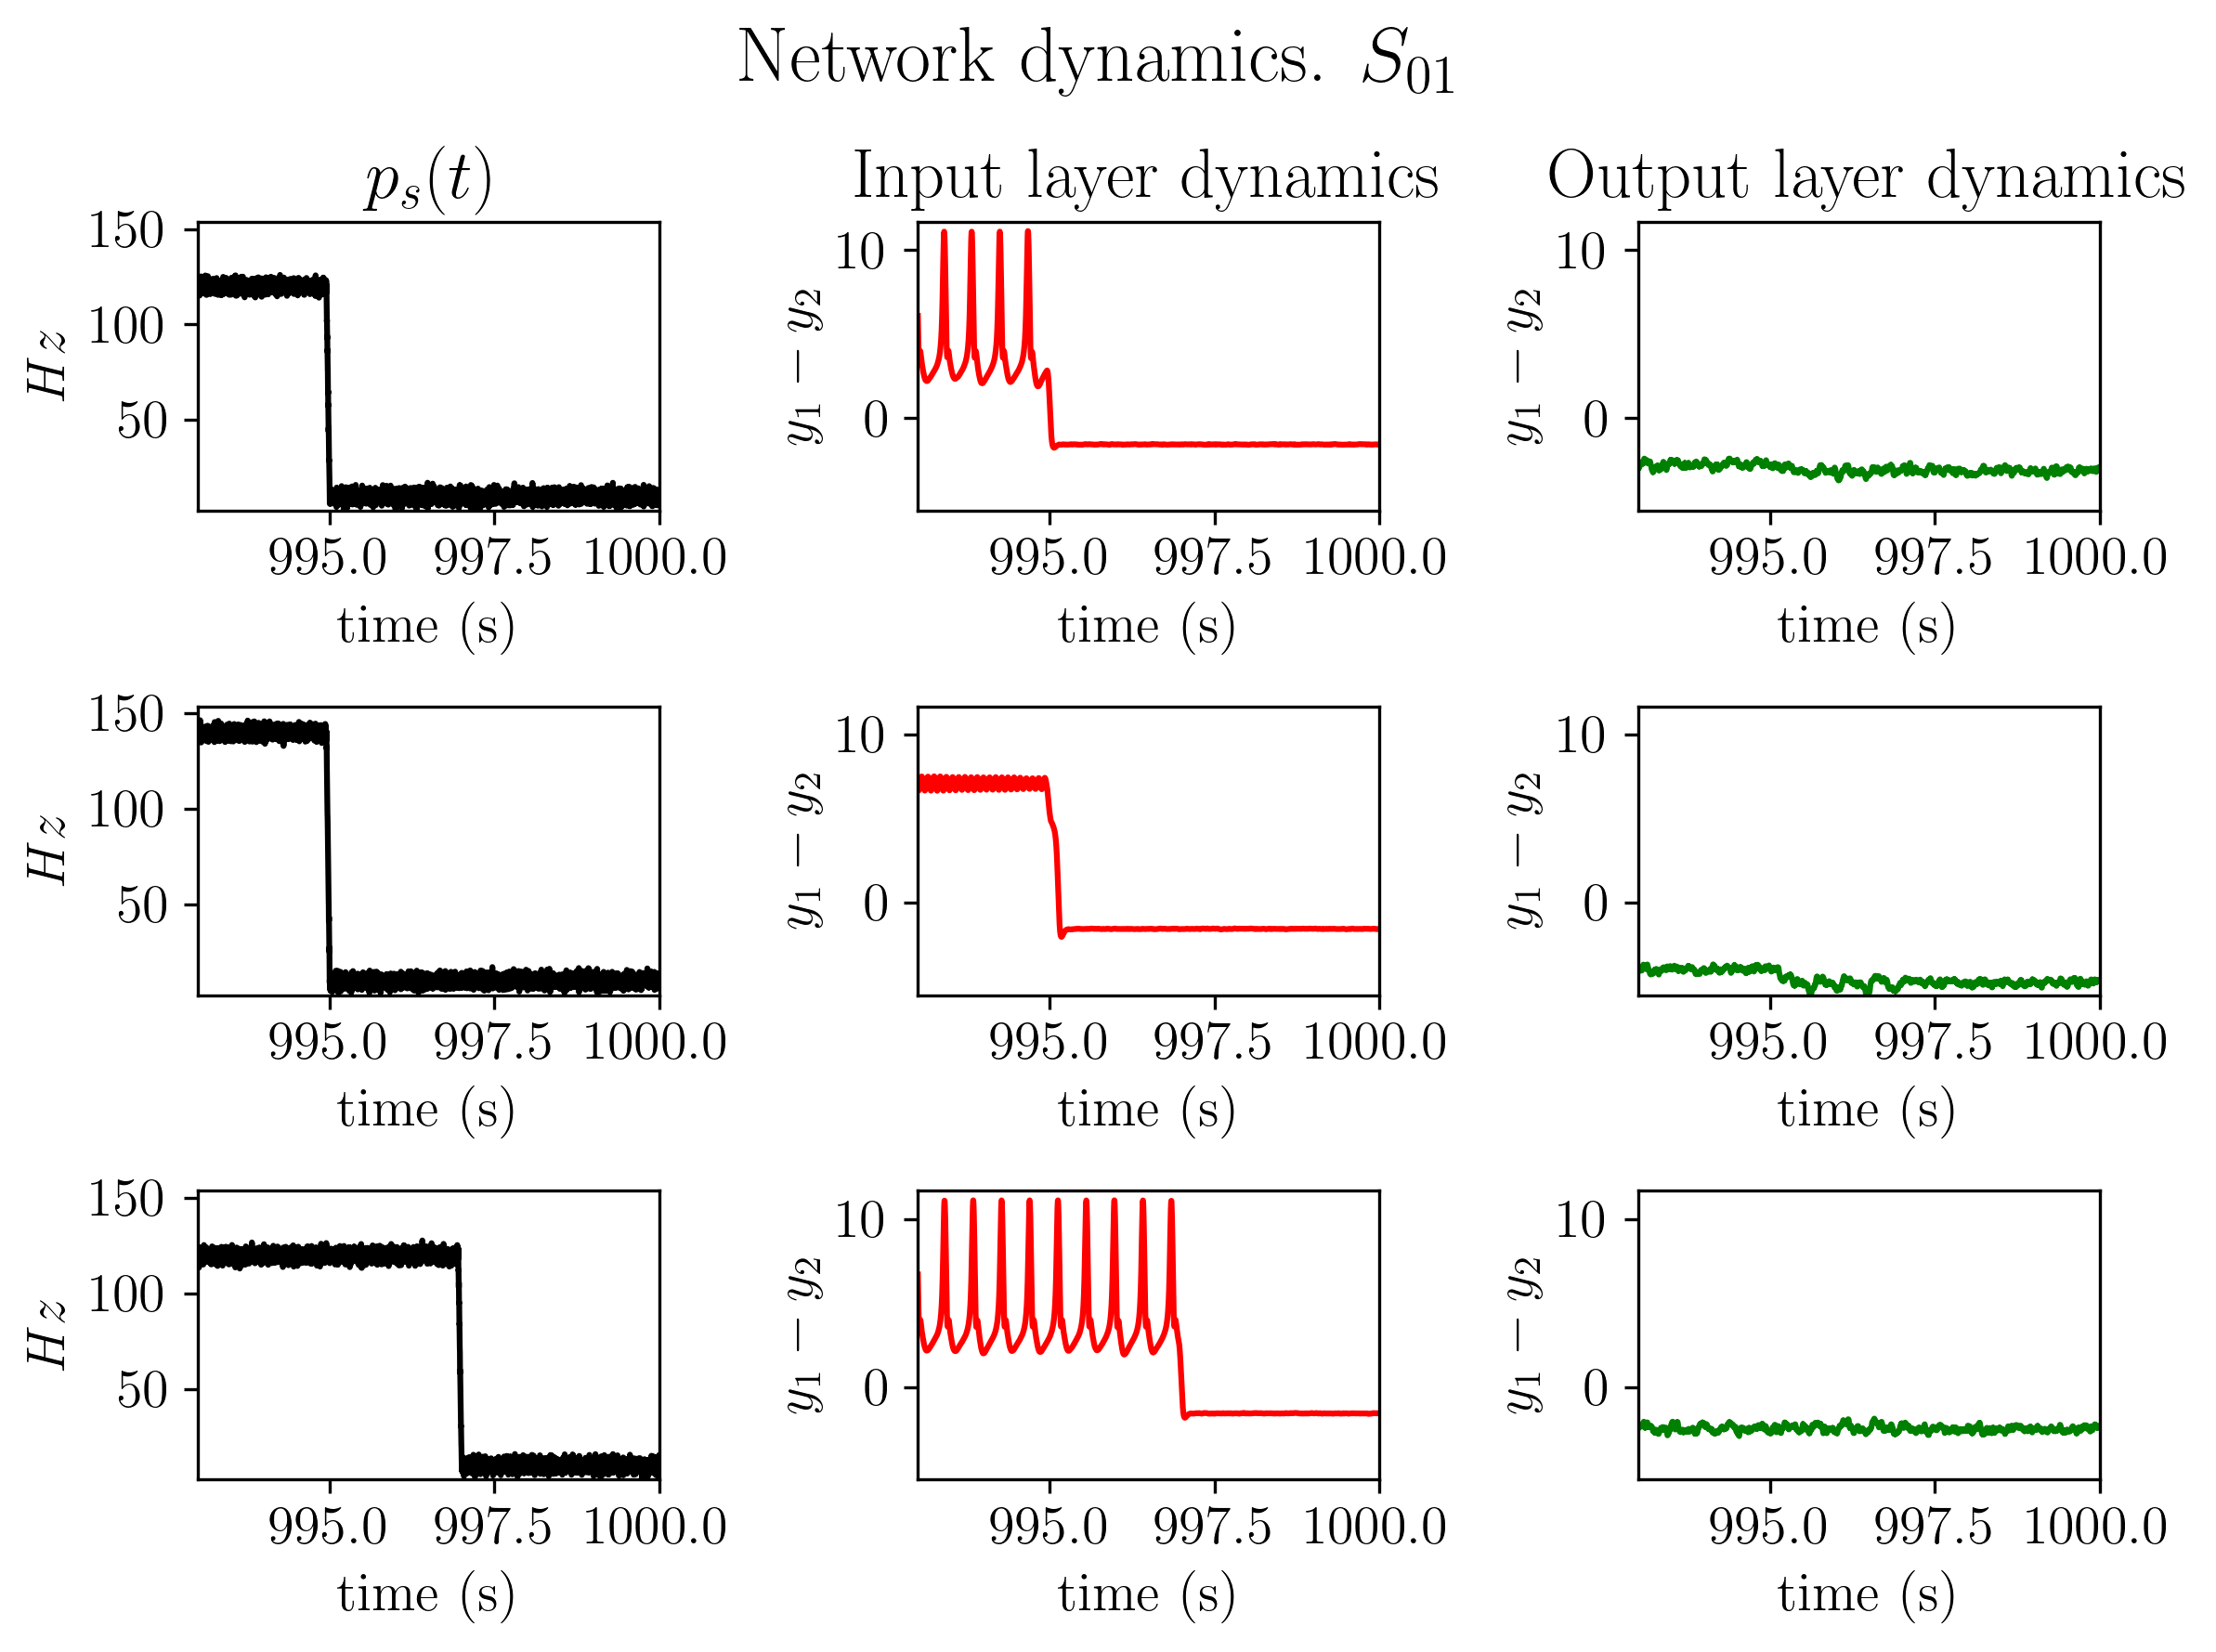 Network dynamics. S₀₁
pₛ(t)
Input layer dynamics
Output layer dynamics
150
100
50
Hz
995.0 997.5 1000.0
time (s)
10
0
y₁ − y₂
995.0 997.5 1000.0
time (s)
10
0
y₁ − y₂
995.0 997.5 1000.0
time (s)
150
100
50
Hz
995.0 997.5 1000.0
time (s)
10
0
y₁ − y₂
995.0 997.5 1000.0
time (s)
10
0
y₁ − y₂
995.0 997.5 1000.0
time (s)
150
100
50
Hz
995.0 997.5 1000.0
time (s)
10
0
y₁ − y₂
995.0 997.5 1000.0
time (s)
10
0
y₁ − y₂
995.0 997.5 1000.0
time (s)